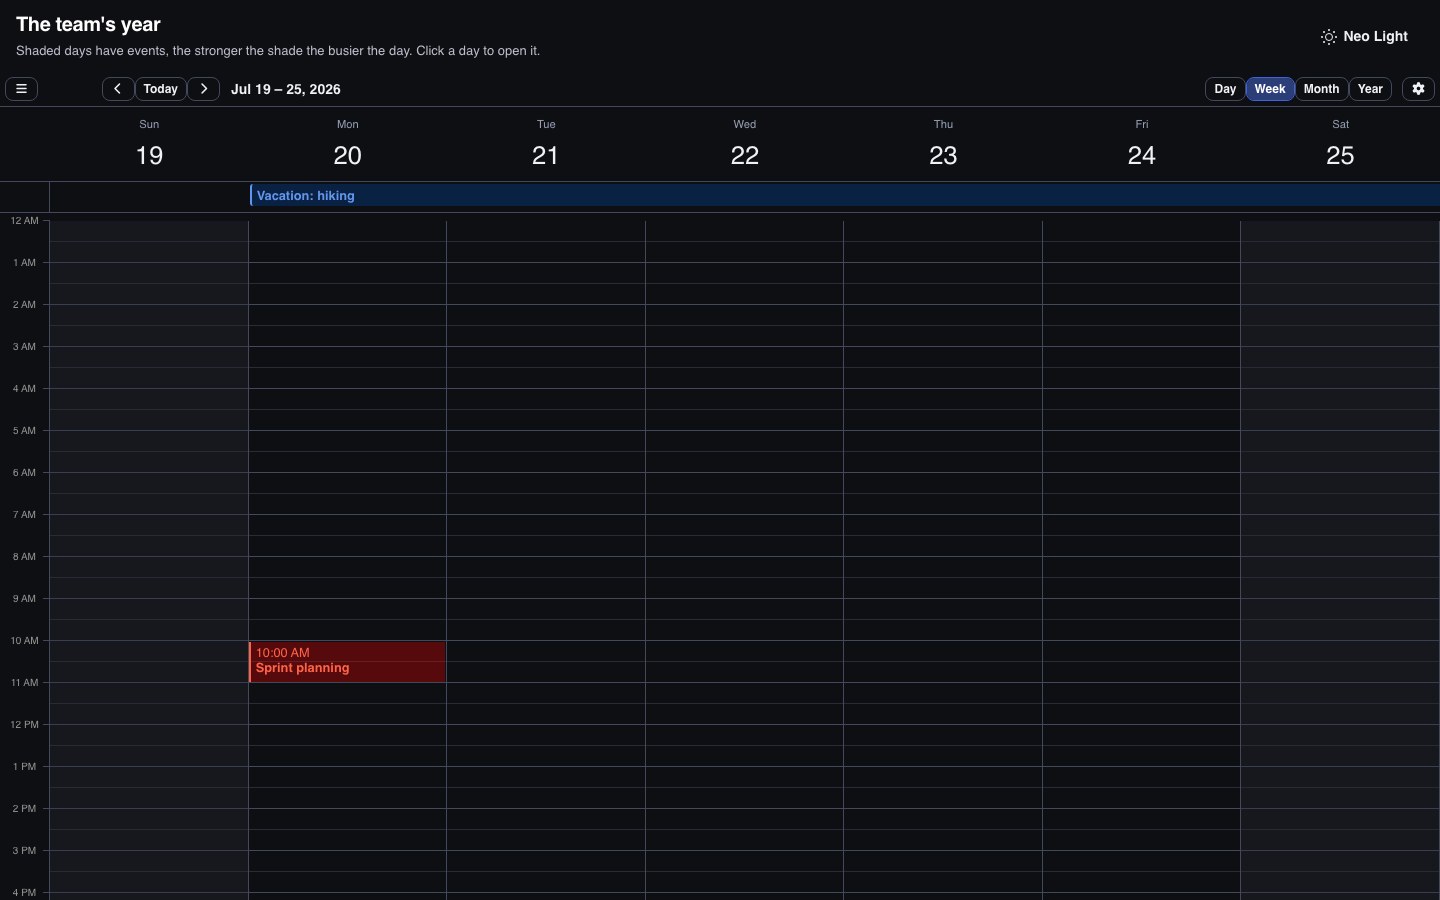 The team's year
Shaded days have events, the stronger the shade the busier the day. Click a day to open it.
Neo Light
Today
Jul 19 – 25, 2026
Day
Week
Month
Year
Sun
Mon
Tue
Wed
Thu
Fri
Sat
19
20
21
22
23
24
25
Vacation: hiking
12 AM
1 AM
2 AM
3 AM
4 AM
5 AM
6 AM
7 AM
8 AM
9 AM
10 AM
10:00 AM
Sprint planning
11 AM
12 PM
1 PM
2 PM
3 PM
4 PM